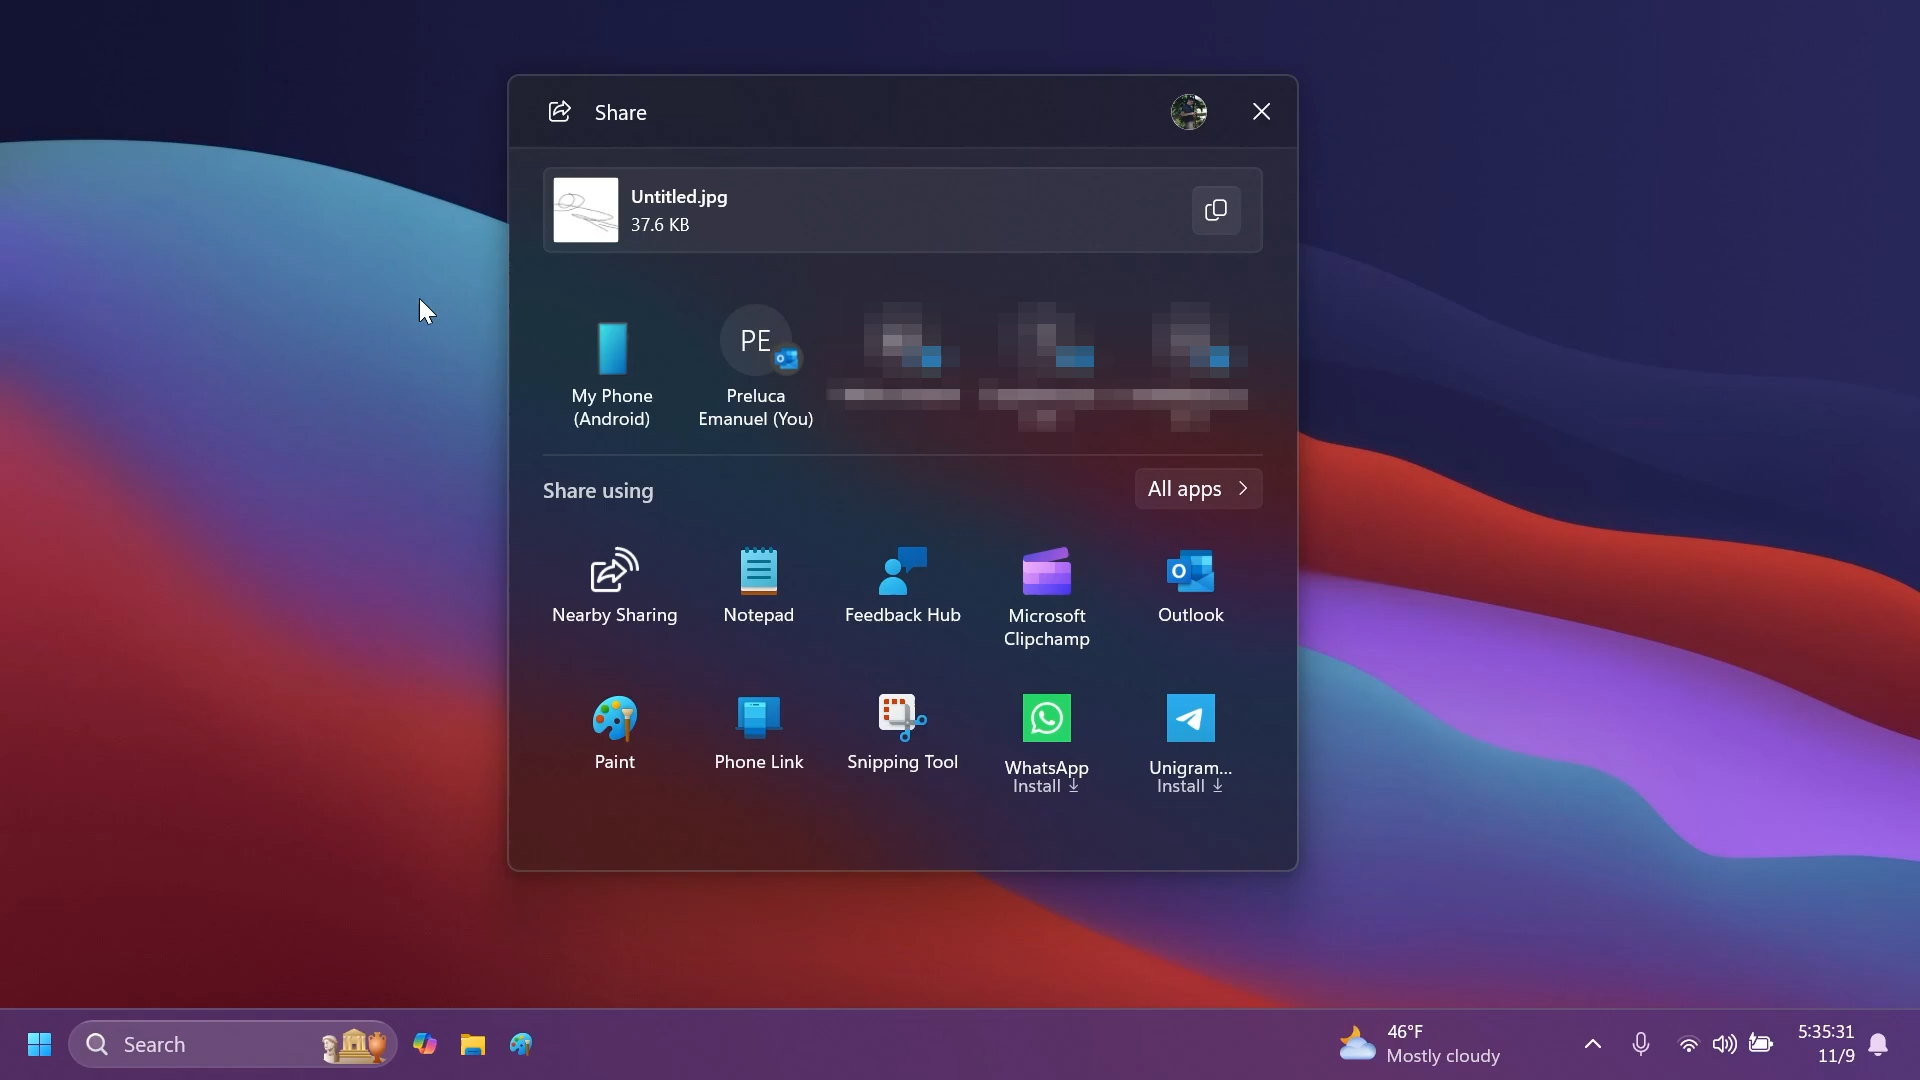 Share
Untitled.jpg
37.6 KB
PE
My Phone
(Android)
Preluca
Emanuel (You)
Share using
All apps
Nearby Sharing
Notepad
Feedback Hub
Microsoft
Clipchamp
Outlook
Paint
Phone Link
Snipping Tool
WhatsApp
Install
Unigram...
Install
Search
46°F
Mostly cloudy
5:35:31
11/9